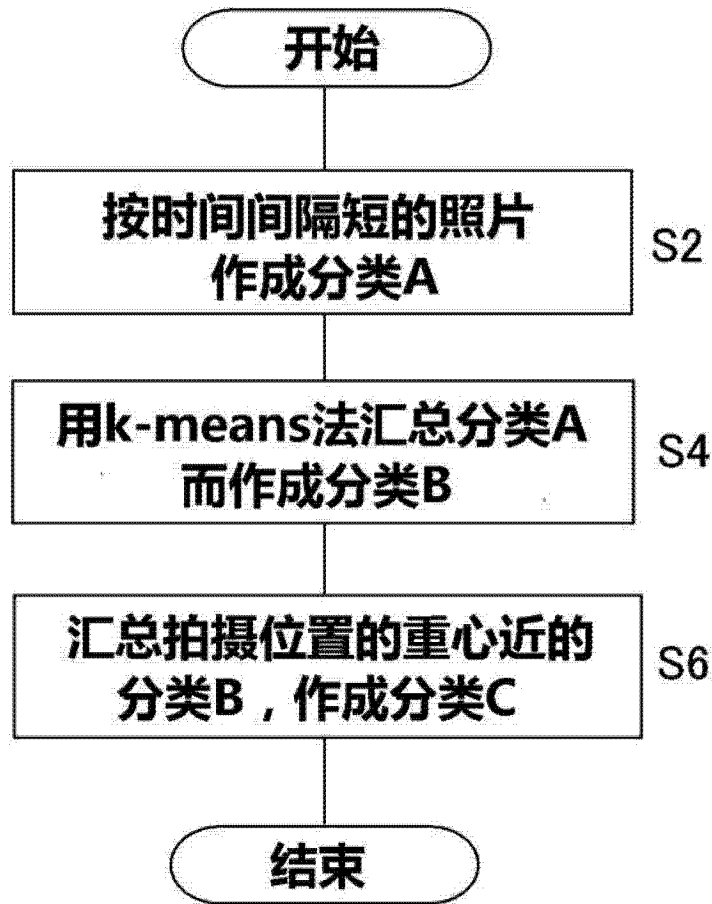 开始
按时间间隔短的照片
作成分类A
S2
用k-means法汇总分类A
而作成分类B
S4
汇总拍摄位置的重心近的
分类B，作成分类C
S6
结束